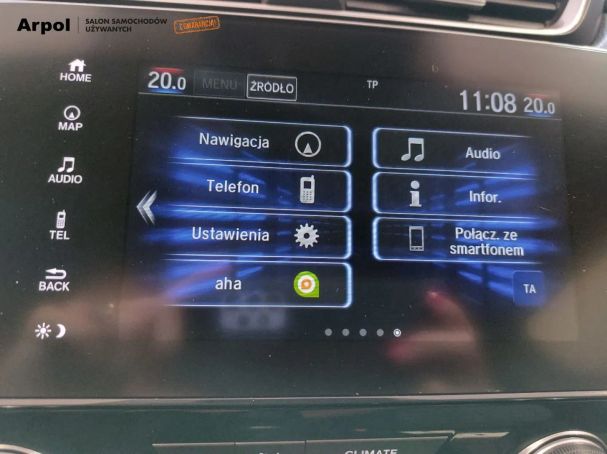 Arpol
SALON SAMOCHODÓW
UŻYWANYCH
Z GWARANCJĄ!
HOME
MAP
AUDIO
TEL
BACK
20.0
MENU
ŹRÓDŁO
TP
11:08
20.0
Nawigacja
Audio
Telefon
Infor.
Ustawienia
Połącz. ze
smartfonem
aha
TA
CLIMATE